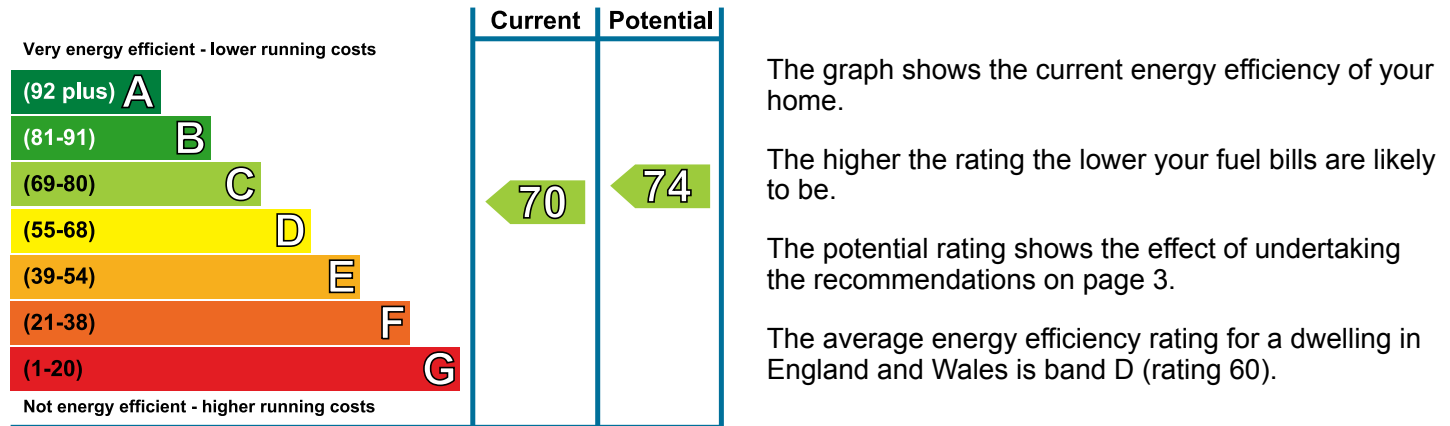 Current Potential
Very energy efficient - lower running costs
(92 plus) A
(81-91) B
(69-80) C
(55-68) D
(39-54) E
(21-38) F
(1-20) G
Not energy efficient - higher running costs
70
74
The graph shows the current energy efficiency of your
home.
The higher the rating the lower your fuel bills are likely
to be.
The potential rating shows the effect of undertaking
the recommendations on page 3.
The average energy efficiency rating for a dwelling in
England and Wales is band D (rating 60).